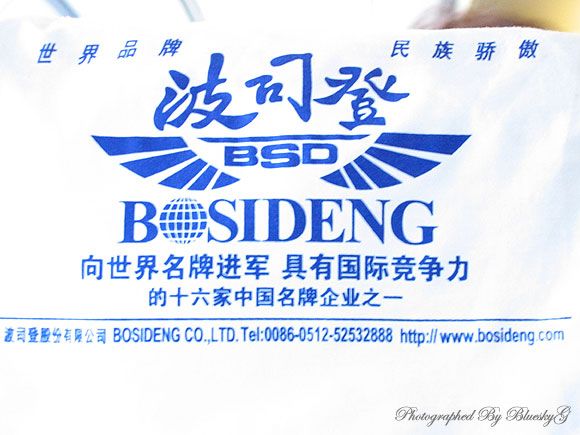 世界品牌 民族骄傲
波司登
BSD
BOSIDENG
向世界名牌进军 具有国际竞争力
的十六家中国名牌企业之一
波司登股份有限公司 BOSIDENG CO.,LTD.Tel:0086-0512-52532888 http://www.bosideng.com
Photographed By BlueskyG